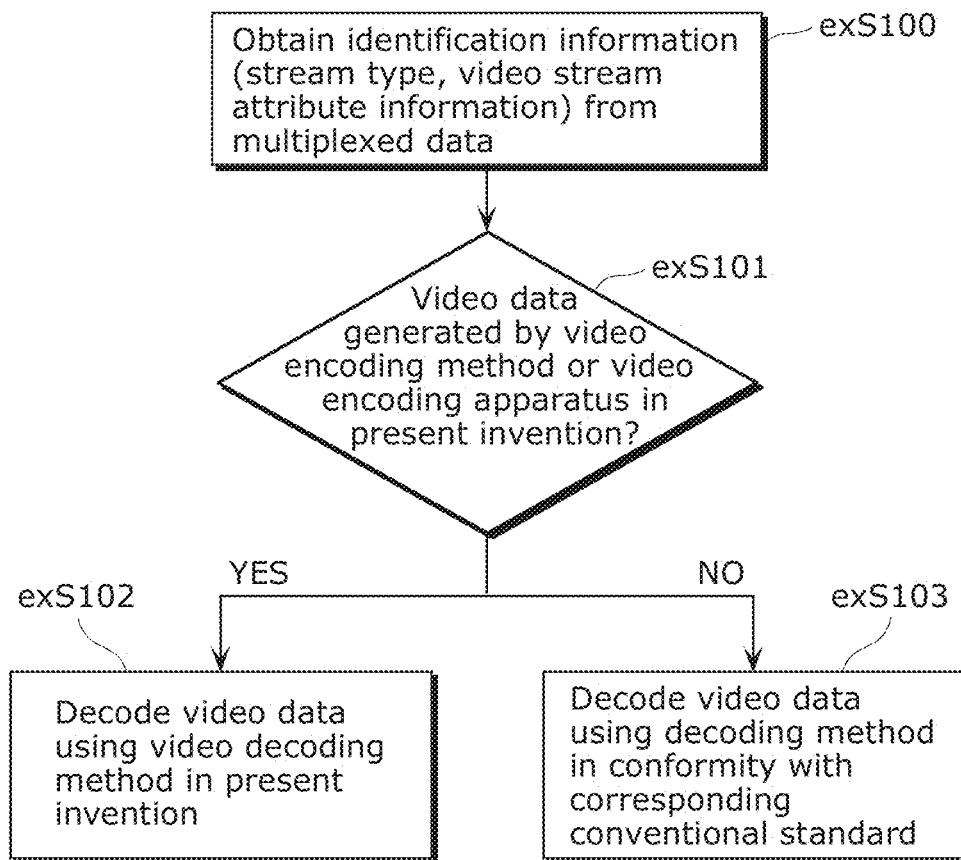 exS100
Obtain identification information
(stream type, video stream
attribute information) from
multiplexed data
exS101
Video data
generated by video
encoding method or video
encoding apparatus in
present invention?
YES
NO
exS102
exS103
Decode video data
using video decoding
method in present
invention
Decode video data
using decoding method
in conformity with
corresponding
conventional standard